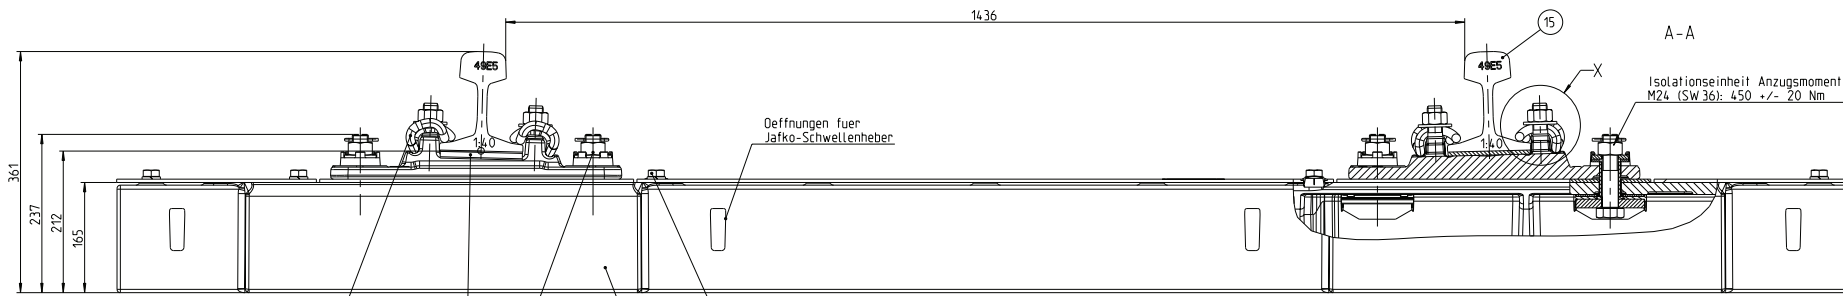 1436
15
A-A
49E5
49E5
X
Isolationseinheit Anzugsmoment
M24 (SW 36): 450 +/- 20 Nm
Oeffnungen fuer
Jafko-Schwellenheber
1:40
1:40
361
237
212
165